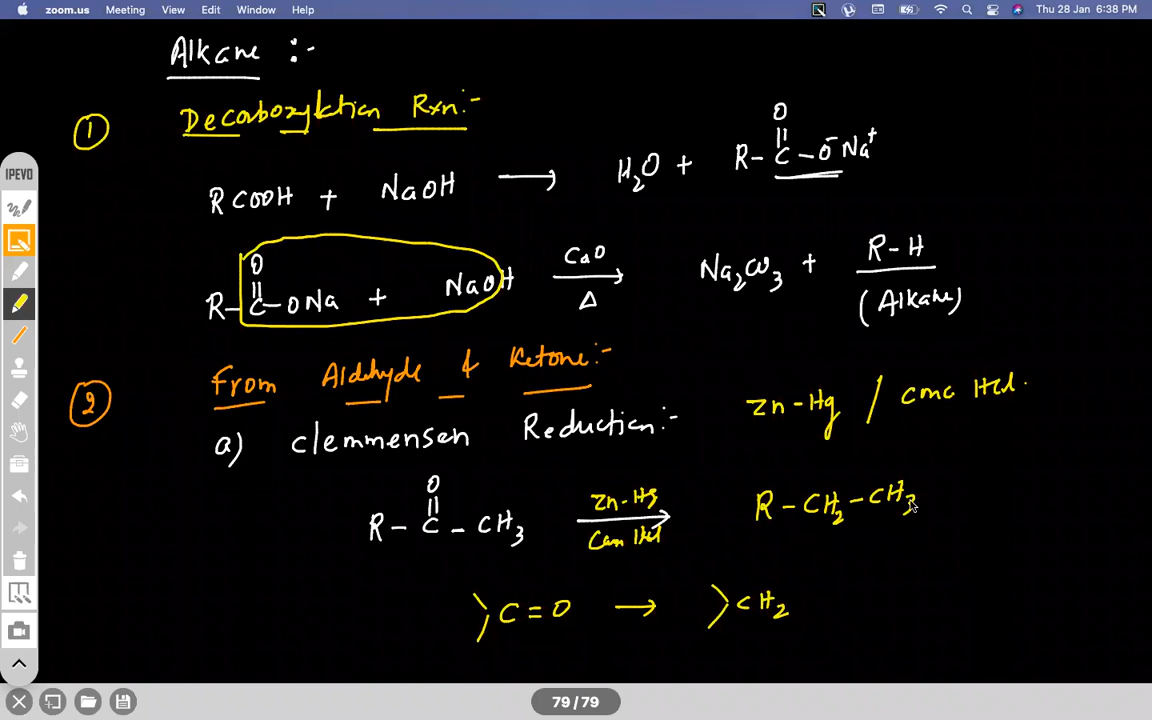 zoom.us Meeting View Edit Window Help Thu 28 Jan 6:38 PM
Alkane :-
IPEVO
① Decarboxylation Rxn:-
RCOOH + NaOH ⟶ H₂O + R-C(=O)-O⁻Na⁺
R-C(=O)-ONa + NaOH —CaO/Δ→ Na₂CO₃ + R-H
(Alkane)
② From Aldehyde & Ketone:-
a) Clemmensen Reduction:- Zn-Hg / conc HCl.
R-C(=O)-CH₃ —Zn-Hg/Conc HCl→ R-CH₂-CH₃
>C=O → >CH₂
79/79